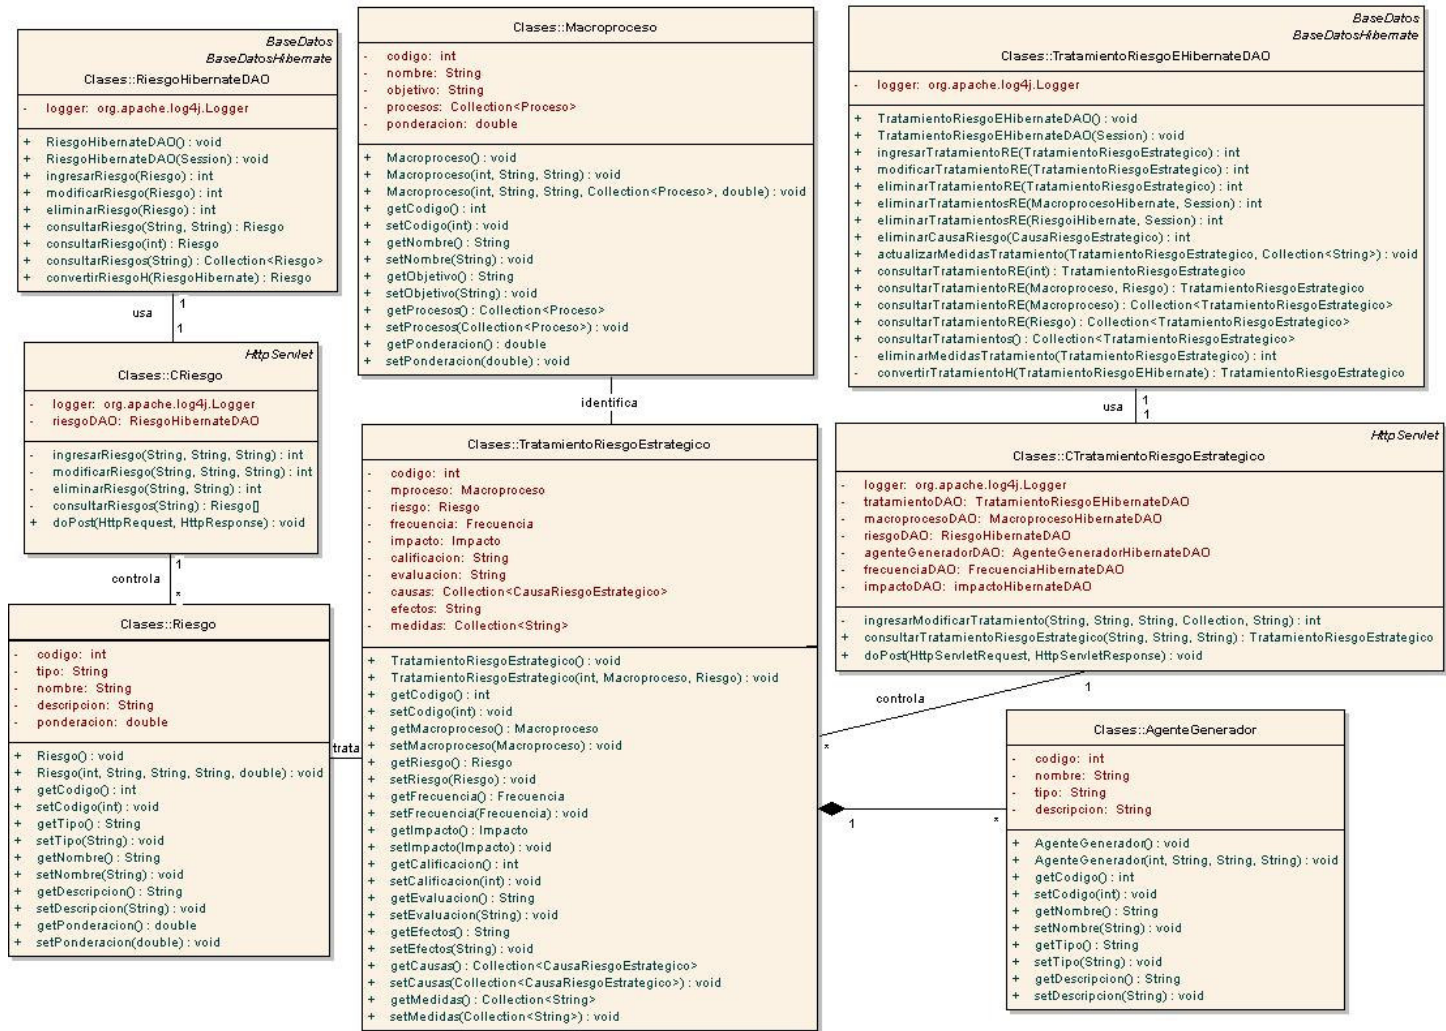 BaseDatos
BaseDatosHibernate
Clases::RiesgoHibernateDAO
- logger: org.apache.log4j.Logger
+ RiesgoHibernateDAO() : void
+ RiesgoHibernateDAO(Session) : void
+ ingresarRiesgo(Riesgo) : int
+ modificarRiesgo(Riesgo) : int
+ eliminarRiesgo(Riesgo) : int
+ consultarRiesgo(String, String) : Riesgo
+ consultarRiesgo(int) : Riesgo
+ consultarRiesgos(String) : Collection<Riesgo>
+ convertirRiesgoH(RiesgoHibernate) : Riesgo
usa
1
1
HttpServlet
Clases::CRiesgo
- logger: org.apache.log4j.Logger
- riesgoDAO: RiesgoHibernateDAO
- ingresarRiesgo(String, String, String) : int
- modificarRiesgo(String, String, String) : int
- eliminarRiesgo(String, String) : int
- consultarRiesgos(String) : Riesgo[]
+ doPost(HttpRequest, HttpResponse) : void
controla
1
*
Clases::Riesgo
- codigo: int
- tipo: String
- nombre: String
- descripcion: String
- ponderacion: double
+ Riesgo() : void
+ Riesgo(int, String, String, String, double) : void
+ getCodigo() : int
+ setCodigo(int) : void
+ getTipo() : String
+ setTipo(String) : void
+ getNombre() : String
+ setNombre(String) : void
+ getDescripcion() : String
+ setDescripcion(String) : void
+ getPonderacion() : double
+ setPonderacion(double) : void
trata
Clases::Macroproceso
- codigo: int
- nombre: String
- objetivo: String
- procesos: Collection<Proceso>
- ponderacion: double
+ Macroproceso() : void
+ Macroproceso(int, String, String) : void
+ Macroproceso(int, String, String, Collection<Proceso>, double) : void
+ getCodigo() : int
+ setCodigo(int) : void
+ getNombre() : String
+ setNombre(String) : void
+ getObjetivo() : String
+ setObjetivo(String) : void
+ getProcesos() : Collection<Proceso>
+ setProcesos(Collection<Proceso>) : void
+ getPonderacion() : double
+ setPonderacion(double) : void
identifica
Clases::TratamientoRiesgoEstrategico
- codigo: int
- mproceso: Macroproceso
- riesgo: Riesgo
- frecuencia: Frecuencia
- impacto: Impacto
- calificacion: String
- evaluacion: String
- causas: Collection<CausaRiesgoEstrategico>
- efectos: String
- medidas: Collection<String>
+ TratamientoRiesgoEstrategico() : void
+ TratamientoRiesgoEstrategico(int, Macroproceso, Riesgo) : void
+ getCodigo() : int
+ setCodigo(int) : void
+ getMacroproceso() : Macroproceso
+ setMacroproceso(Macroproceso) : void
+ getRiesgo() : Riesgo
+ setRiesgo(Riesgo) : void
+ getFrecuencia() : Frecuencia
+ setFrecuencia(Frecuencia) : void
+ getImpacto() : Impacto
+ setImpacto(Impacto) : void
+ getCalificacion() : int
+ setCalificacion(int) : void
+ getEvaluacion() : String
+ setEvaluacion(String) : void
+ getEfectos() : String
+ setEfectos(String) : void
+ getCausas() : Collection<CausaRiesgoEstrategico>
+ setCausas(Collection<CausaRiesgoEstrategico>) : void
+ getMedidas() : Collection<String>
+ setMedidas(Collection<String>) : void
BaseDatos
BaseDatosHibernate
Clases::TratamientoRiesgoEHibernateDAO
- logger: org.apache.log4j.Logger
+ TratamientoRiesgoEHibernateDAO() : void
+ TratamientoRiesgoEHibernateDAO(Session) : void
+ ingresarTratamientoRE(TratamientoRiesgoEstrategico) : int
+ modificarTratamientoRE(TratamientoRiesgoEstrategico) : int
+ eliminarTratamientoRE(TratamientoRiesgoEstrategico) : int
+ eliminarTratamientosRE(MacroprocesoHibernate, Session) : int
+ eliminarTratamientosRE(RiesgoiHibernate, Session) : int
+ eliminarCausaRiesgo(CausaRiesgoEstrategico) : int
+ actualizarMedidasTratamiento(TratamientoRiesgoEstrategico, Collection<String>) : void
+ consultarTratamientoRE(int) : TratamientoRiesgoEstrategico
+ consultarTratamientoRE(Macroproceso, Riesgo) : TratamientoRiesgoEstrategico
+ consultarTratamientoRE(Macroproceso) : Collection<TratamientoRiesgoEstrategico>
+ consultarTratamientoRE(Riesgo) : Collection<TratamientoRiesgoEstrategico>
+ consultarTratamientos() : Collection<TratamientoRiesgoEstrategico>
- eliminarMedidasTratamiento(TratamientoRiesgoEstrategico) : int
- convertirTratamientoH(TratamientoRiesgoEHibernate) : TratamientoRiesgoEstrategico
usa
1
1
HttpServlet
Clases::CTratamientoRiesgoEstrategico
- logger: org.apache.log4j.Logger
- tratamientoDAO: TratamientoRiesgoEHibernateDAO
- macroprocesoDAO: MacroprocesoHibernateDAO
- riesgoDAO: RiesgoHibernateDAO
- agenteGeneradorDAO: AgenteGeneradorHibernateDAO
- frecuenciaDAO: FrecuenciaHibernateDAO
- impactoDAO: impactoHibernateDAO
- ingresarModificarTratamiento(String, String, String, Collection, String) : int
+ consultarTratamientoRiesgoEstrategico(String, String, String) : TratamientoRiesgoEstrategico
+ doPost(HttpServletRequest, HttpServletResponse) : void
controla
1
*
1
*
Clases::AgenteGenerador
- codigo: int
- nombre: String
- tipo: String
- descripcion: String
+ AgenteGenerador() : void
+ AgenteGenerador(int, String, String, String) : void
+ getCodigo() : int
+ setCodigo(int) : void
+ getNombre() : String
+ setNombre(String) : void
+ getTipo() : String
+ setTipo(String) : void
+ getDescripcion() : String
+ setDescripcion(String) : void